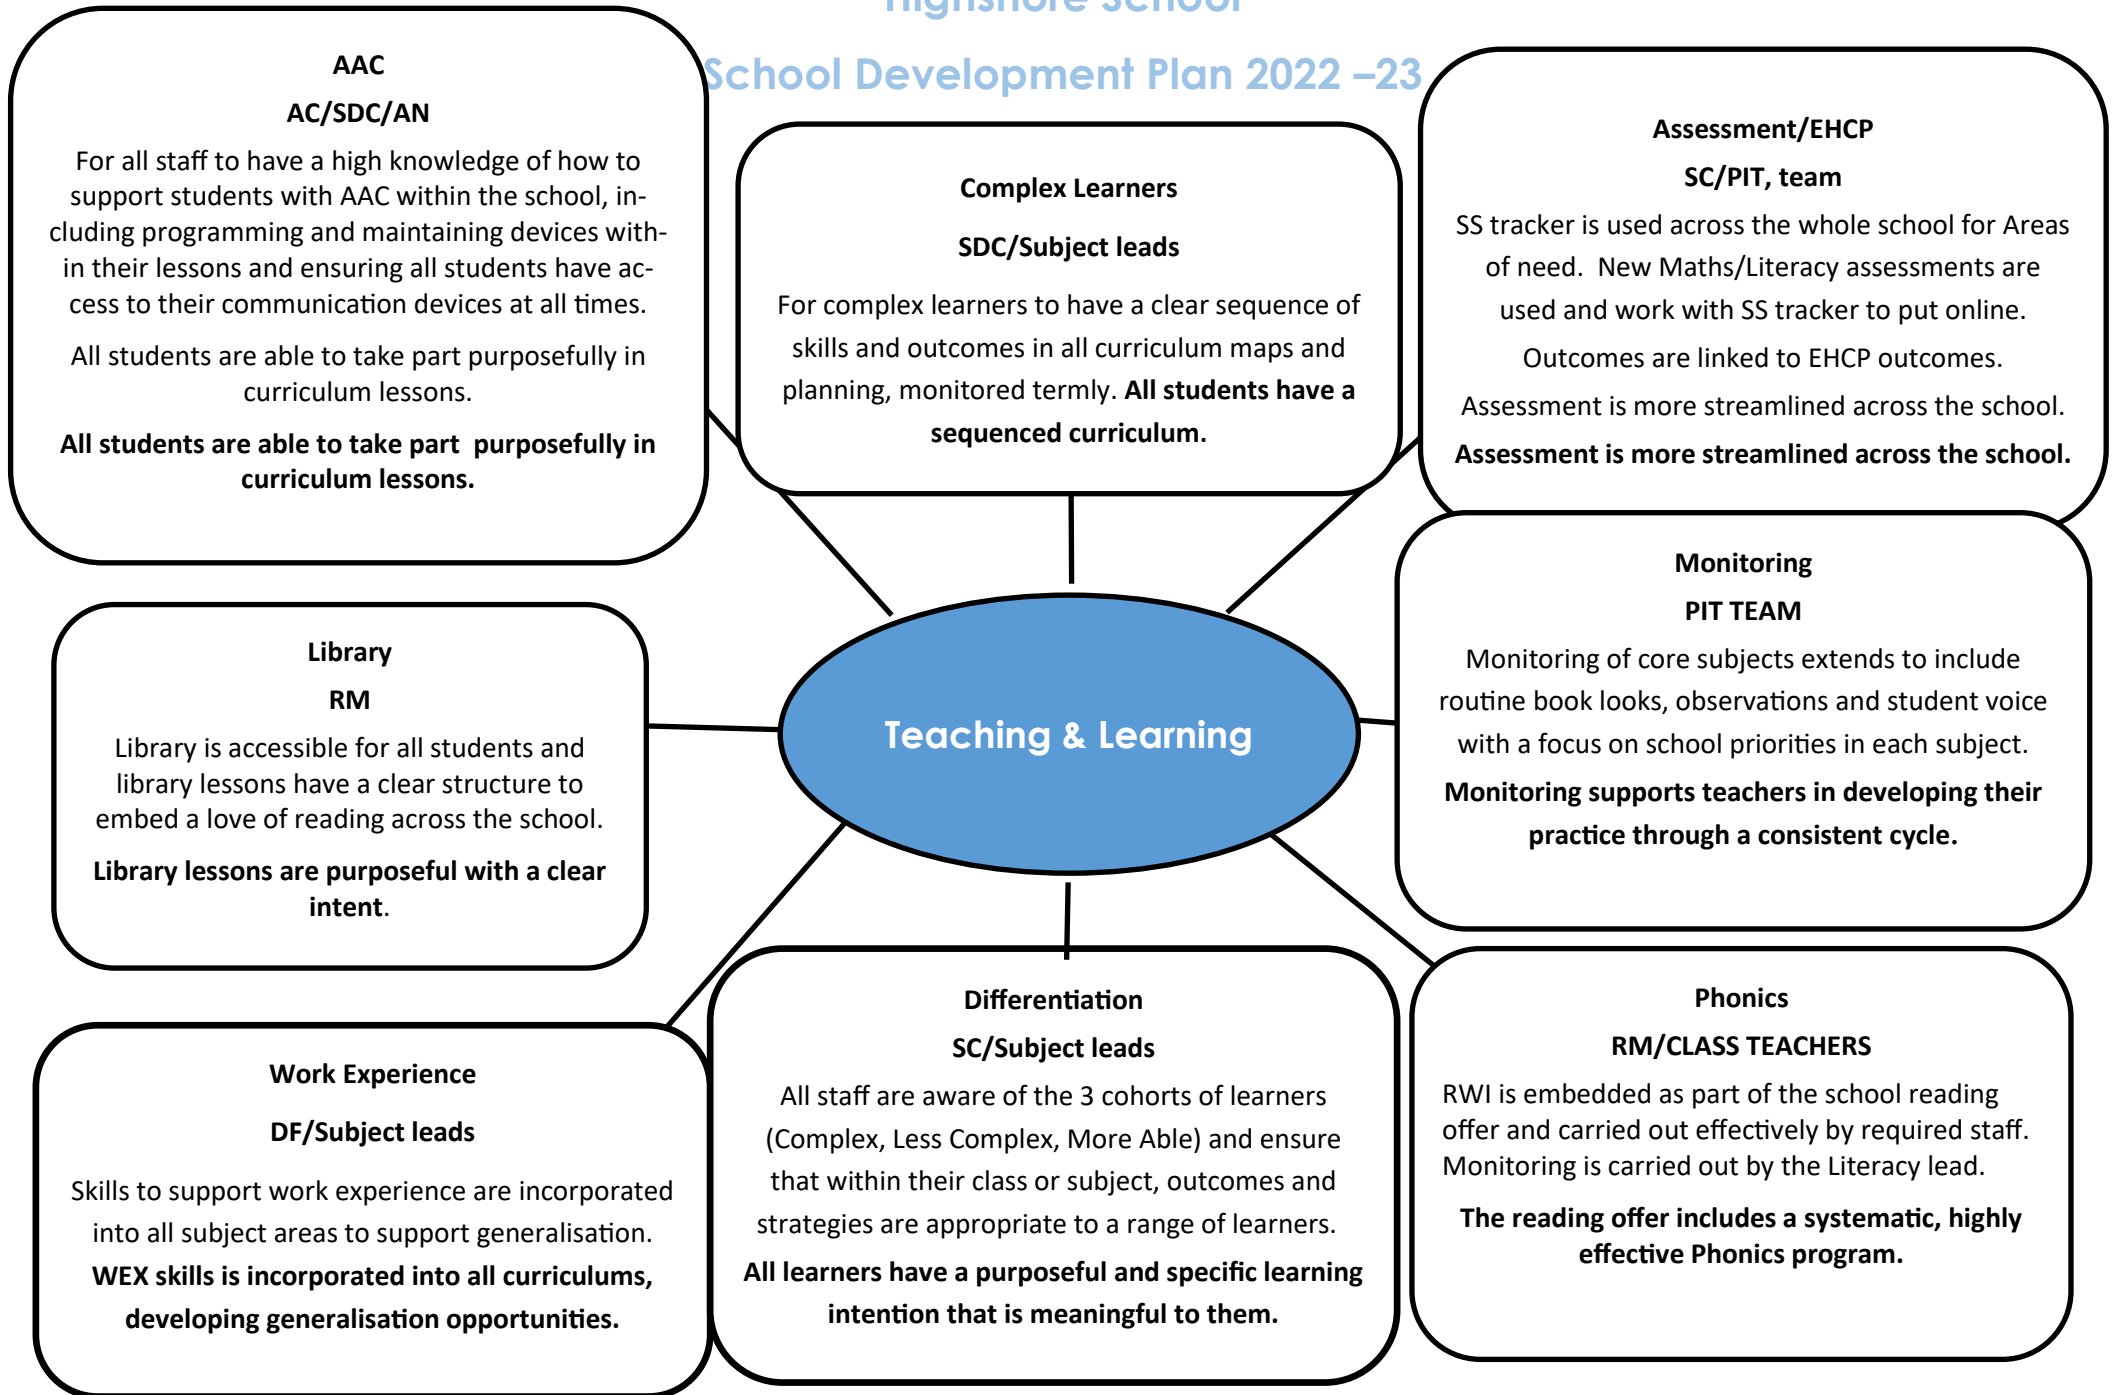 Highshore School
School Development Plan 2022 –23
AAC
AC/SDC/AN
For all staff to have a high knowledge of how to
support students with AAC within the school, in-
cluding programming and maintaining devices with-
in their lessons and ensuring all students have ac-
cess to their communication devices at all times.
All students are able to take part purposefully in
curriculum lessons.
All students are able to take part  purposefully in
curriculum lessons.
Complex Learners
SDC/Subject leads
For complex learners to have a clear sequence of
skills and outcomes in all curriculum maps and
planning, monitored termly. All students have a
sequenced curriculum.
Assessment/EHCP
SC/PIT, team
SS tracker is used across the whole school for Areas
of need.  New Maths/Literacy assessments are
used and work with SS tracker to put online.
Outcomes are linked to EHCP outcomes.
Assessment is more streamlined across the school.
Assessment is more streamlined across the school.
Library
RM
Library is accessible for all students and
library lessons have a clear structure to
embed a love of reading across the school.
Library lessons are purposeful with a clear
intent.
Teaching & Learning
Monitoring
PIT TEAM
Monitoring of core subjects extends to include
routine book looks, observations and student voice
with a focus on school priorities in each subject.
Monitoring supports teachers in developing their
practice through a consistent cycle.
Work Experience
DF/Subject leads
Skills to support work experience are incorporated
into all subject areas to support generalisation.
WEX skills is incorporated into all curriculums,
developing generalisation opportunities.
Differentiation
SC/Subject leads
All staff are aware of the 3 cohorts of learners
(Complex, Less Complex, More Able) and ensure
that within their class or subject, outcomes and
strategies are appropriate to a range of learners.
All learners have a purposeful and specific learning
intention that is meaningful to them.
Phonics
RM/CLASS TEACHERS
RWI is embedded as part of the school reading
offer and carried out effectively by required staff.
Monitoring is carried out by the Literacy lead.
The reading offer includes a systematic, highly
effective Phonics program.